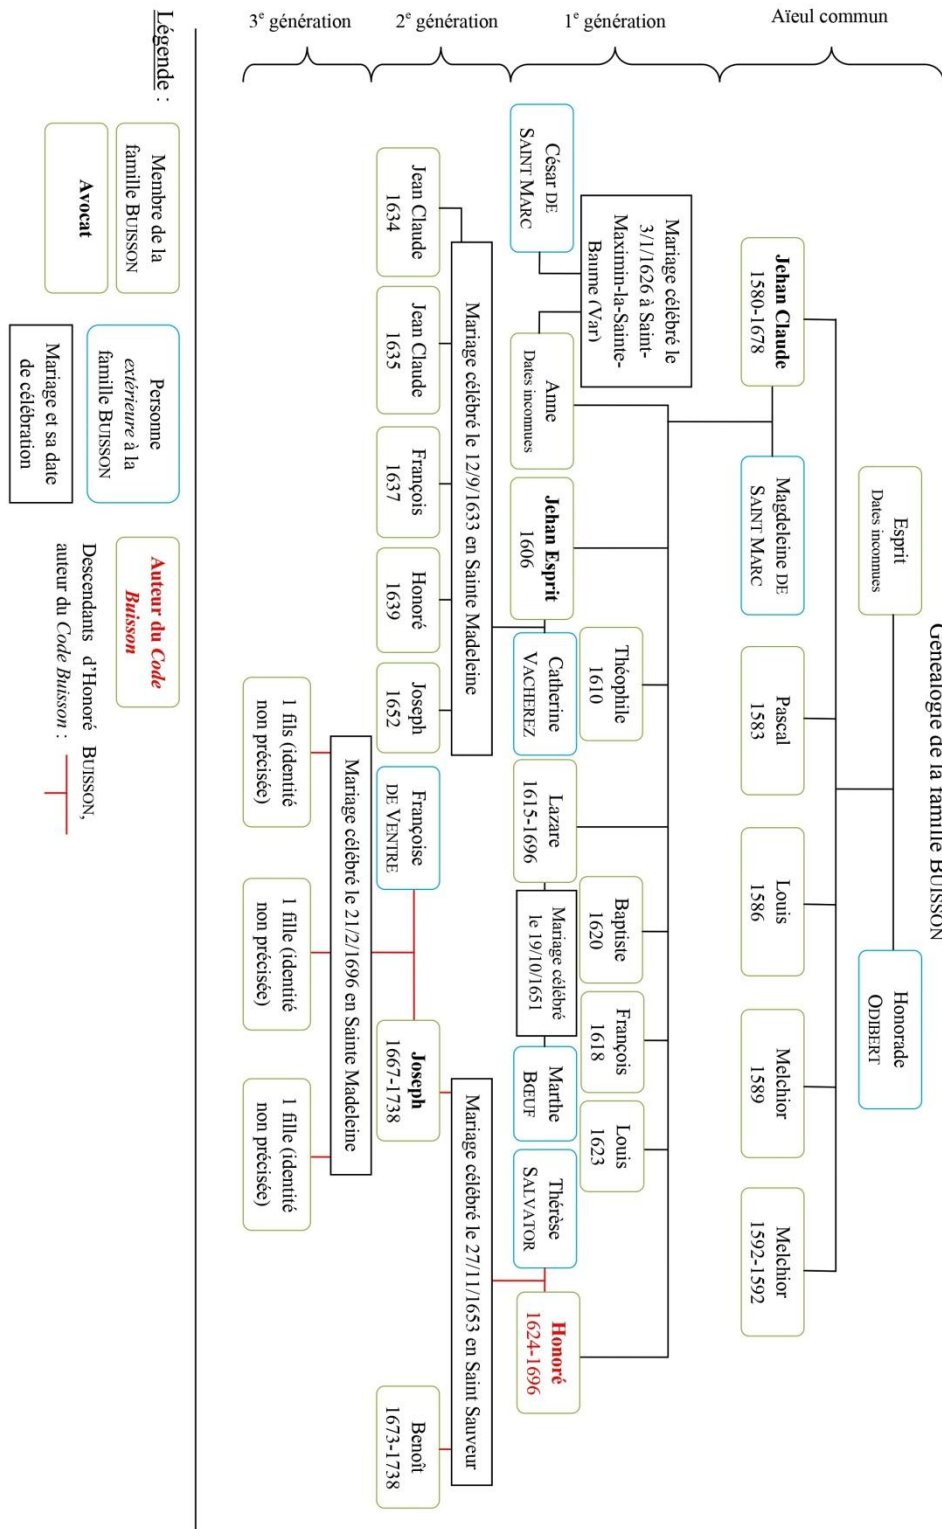 Généalogie de la famille BUISSON
Aïeul commun
Esprit
Dates inconnues
Honorade
ODIBERT
Jehan Claude
1580-1678
Magdeleine DE
SAINT MARC
Pascal
1583
Louis
1586
Melchior
1589
Melchior
1592-1592
1e génération
Mariage célébré le
3/1/1626 à Saint-
Maximin-la-Sainte-
Baume (Var)
Théophile
1610
Baptiste
1620
François
1618
Louis
1623
César DE
SAINT MARC
Anne
Dates inconnues
Jehan Esprit
1606
Catherine
VACHEREZ
Lazare
1615-1696
Mariage célébré
le 19/10/1651
Marthe
BŒUF
Thérèse
SALVATOR
Honoré
1624-1696
2e génération
Mariage célébré le 12/9/1633 en Sainte Madeleine
Mariage célébré le 27/11/1653 en Saint Sauveur
Jean Claude
1634
Jean Claude
1635
François
1637
Honoré
1639
Joseph
1652
Françoise
DE VENTRE
Joseph
1667-1738
Benoît
1673-1738
3e génération
Mariage célébré le 21/2/1696 en Sainte Madeleine
1 fils (identité
non précisée)
1 fille (identité
non précisée)
1 fille (identité
non précisée)
Légende :
Membre de la
famille BUISSON
Personne
extérieure à la
famille BUISSON
Auteur du Code
Buisson
Avocat
Mariage et sa date
de célébration
Descendants d'Honoré BUISSON,
auteur du Code Buisson :